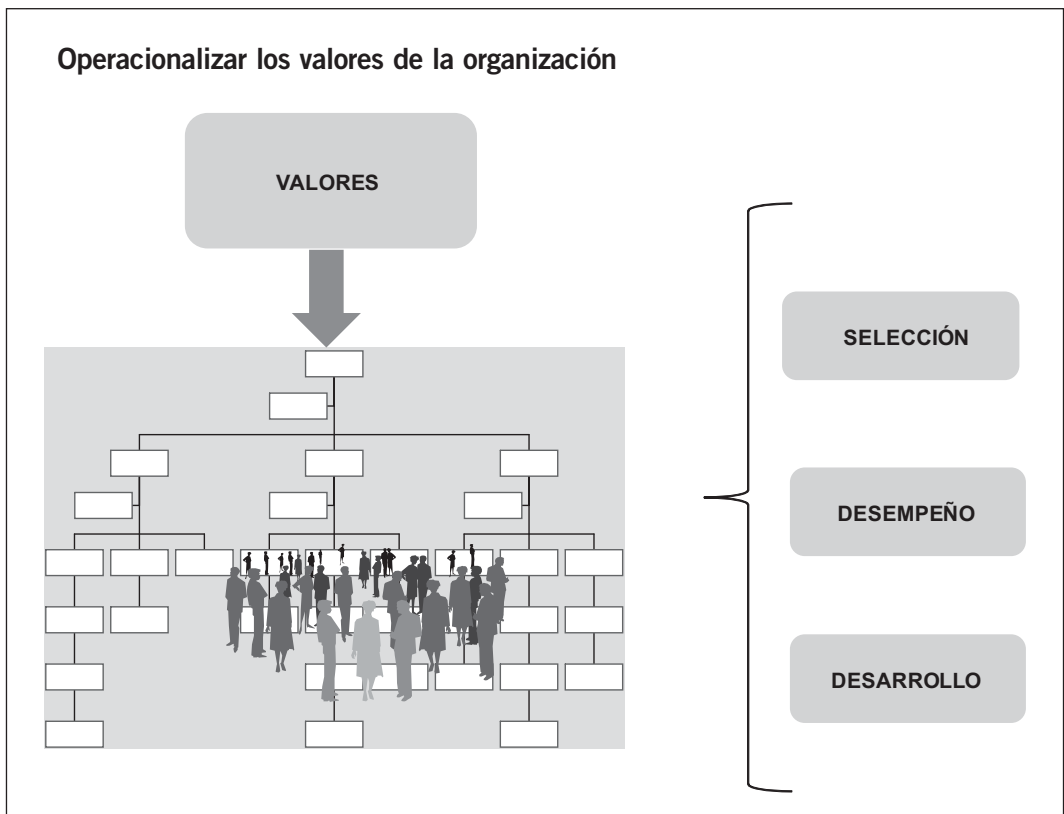 Operacionalizar los valores de la organización
VALORES
SELECCIÓN
DESEMPEÑO
DESARROLLO